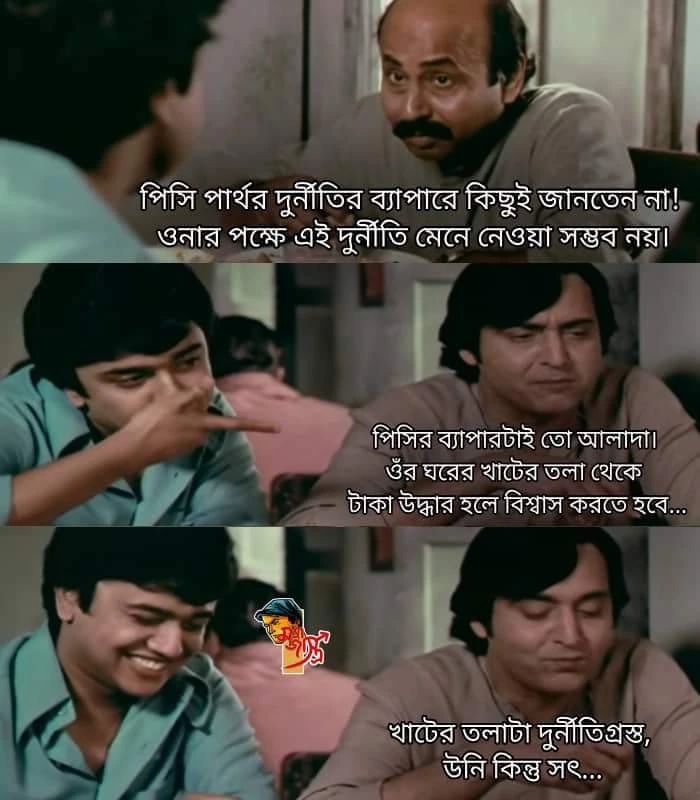 পিসি পার্থর দুর্নীতির ব্যাপারে কিছুই জানতেন না!
ওনার পক্ষে এই দুর্নীতি মেনে নেওয়া সম্ভব নয়।
পিসির ব্যাপারটাই তো আলাদা।
ওঁর ঘরের খাটের তলা থেকে
টাকা উদ্ধার হলে বিশ্বাস করতে হবে...
খাটের তলাটা দুর্নীতিগ্রস্ত,
উনি কিন্তু সৎ...